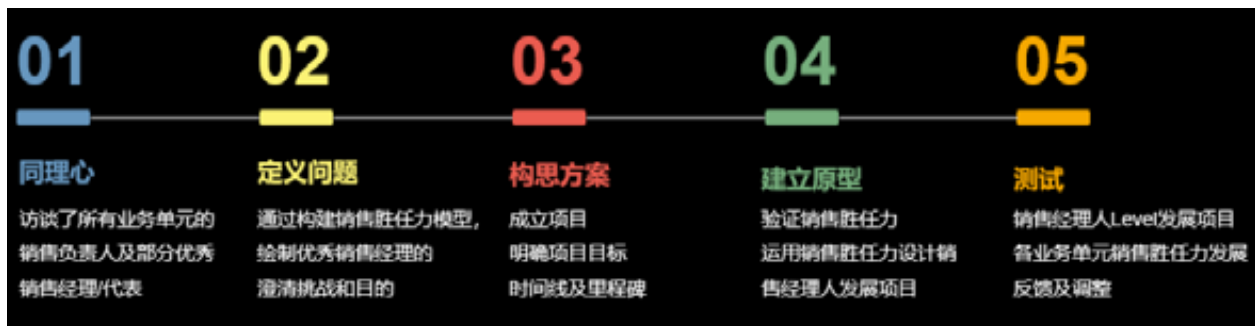 01
同理心
访谈了所有业务单元的
销售负责人及部分优秀
销售经理/代表
02
定义问题
通过构建销售胜任力模型，
绘制优秀销售经理的
澄清挑战和目的
03
构思方案
成立项目
明确项目目标
时间线及里程碑
04
建立原型
验证销售胜任力
运用销售胜任力设计销
售经理人发展项目
05
测试
销售经理人Level发展项目
各业务单元销售胜任力发展
反馈及调整